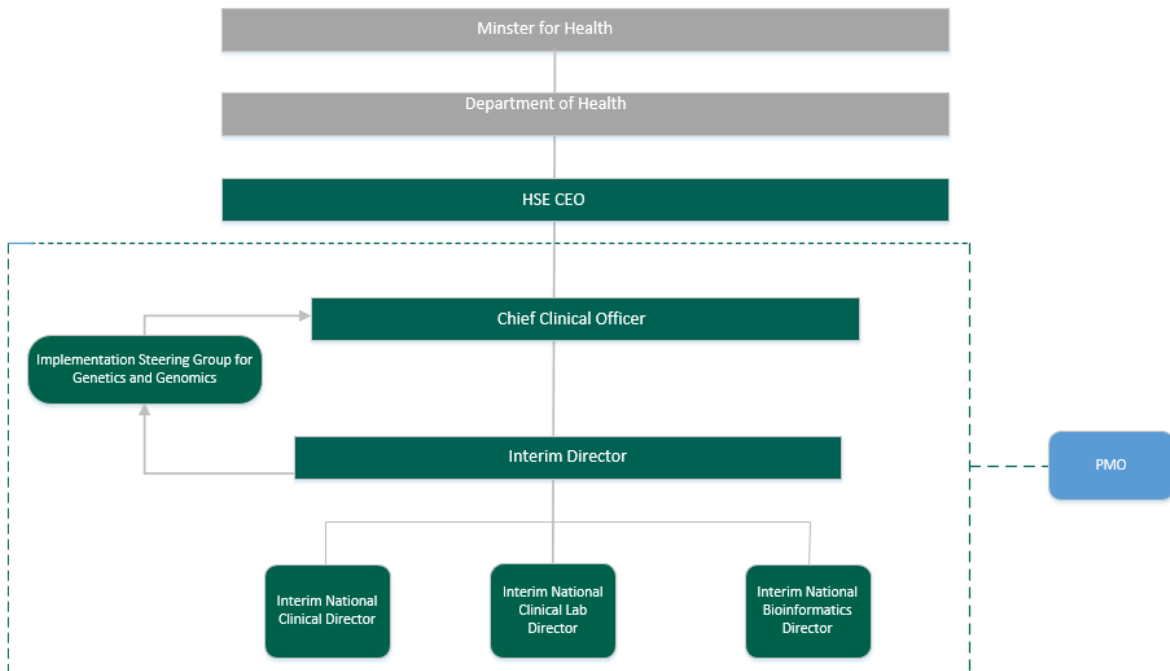 Minster for Health
Department of Health
HSE CEO
Chief Clinical Officer
Implementation Steering Group for
Genetics and Genomics
Interim Director
PMO
Interim National
Clinical Director
Interim National
Clinical Lab
Director
Interim National
Bioinformatics
Director